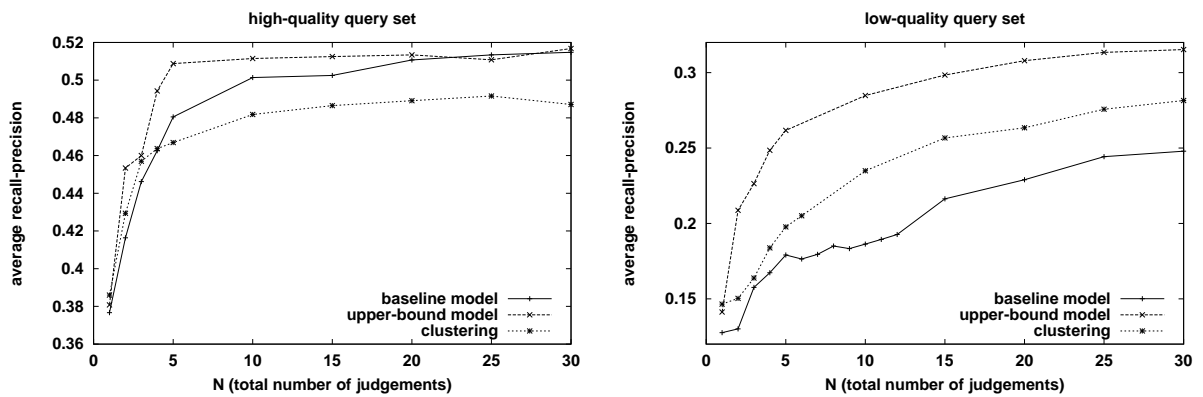 high-quality query set
0.52
0.5
0.48
0.46
0.44
0.42
0.4
0.38
0.36
average recall-precision
baseline model
upper-bound model
clustering
0 5 10 15 20 25 30
N (total number of judgements)
low-quality query set
0.3
0.25
0.2
0.15
average recall-precision
baseline model
upper-bound model
clustering
0 5 10 15 20 25 30
N (total number of judgements)